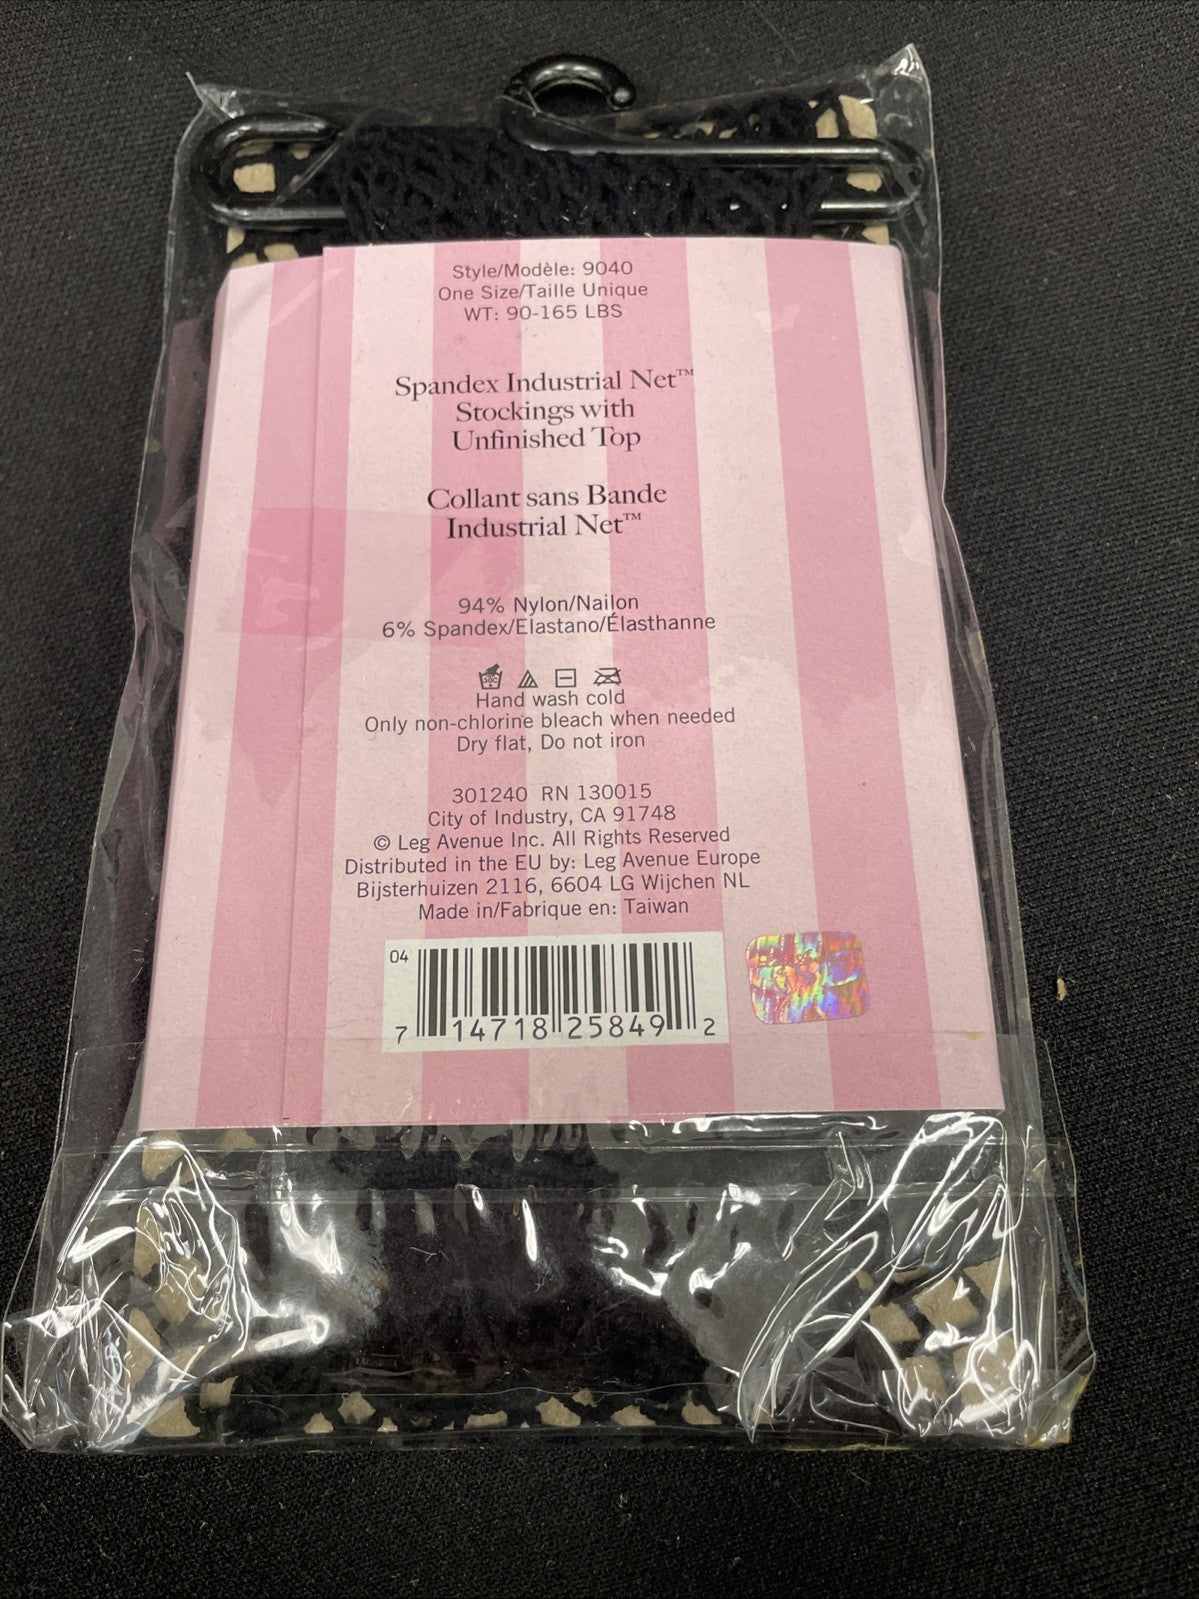 Style/Modèle: 9040
One Size/Taille Unique
WT: 90-165 LBS
Spandex Industrial Net™
Stockings with
Unfinished Top
Collant sans Bande
Industrial Net™
94% Nylon/Nailon
6% Spandex/Elastano/Élasthanne
30C
Hand wash cold
Only non-chlorine bleach when needed
Dry flat, Do not iron
301240 RN 130015
City of Industry, CA 91748
© Leg Avenue Inc. All Rights Reserved
Distributed in the EU by: Leg Avenue Europe
Bijsterhuizen 2116, 6604 LG Wijchen NL
Made in/Fabrique en: Taiwan
04
7 14718 25849 2